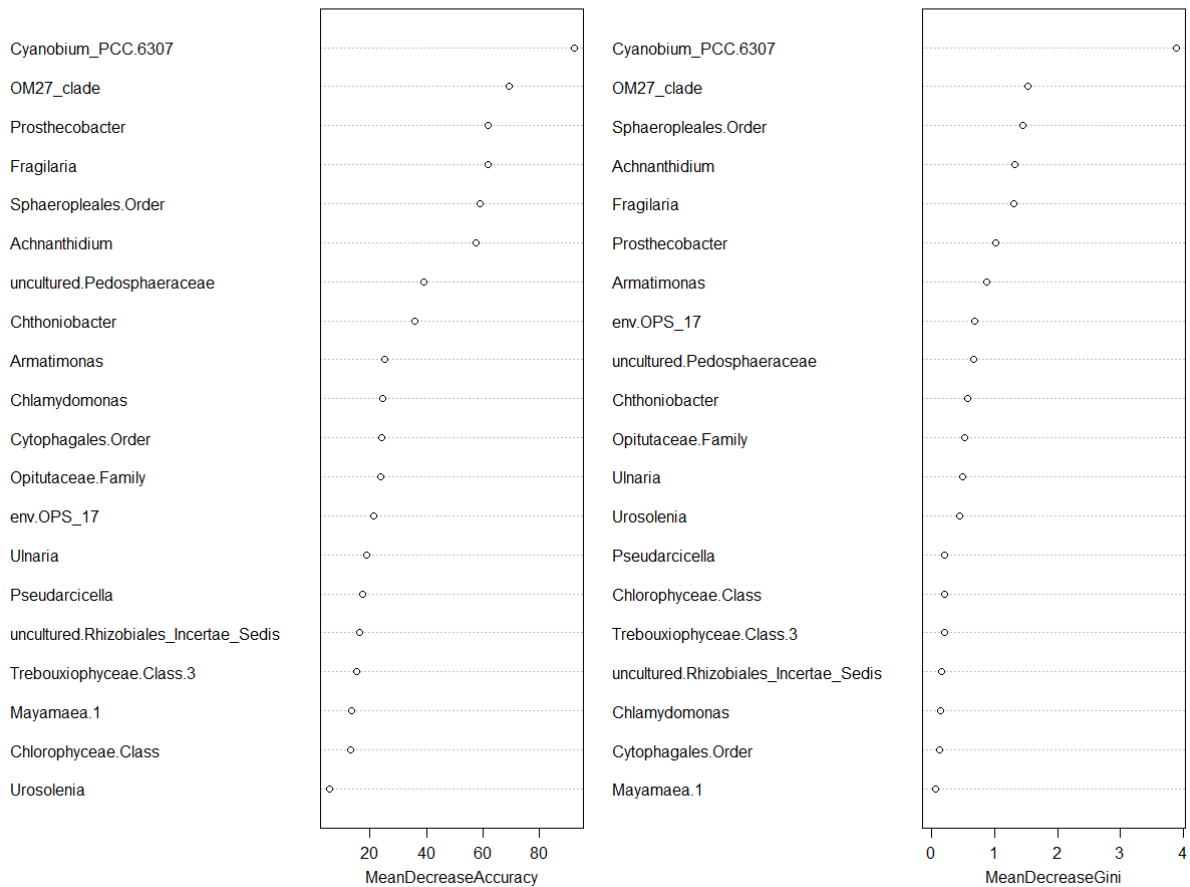 Cyanobium_PCC.6307
OM27_clade
Prosthecobacter
Fragilaria
Sphaeropleales.Order
Achnanthidium
uncultured.Pedosphaeraceae
Chthoniobacter
Armatimonas
Chlamydomonas
Cytophagales.Order
Opitutaceae.Family
env.OPS_17
Ulnaria
Pseudarcicella
uncultured.Rhizobiales_Incertae_Sedis
Trebouxiophyceae.Class.3
Mayamaea.1
Chlorophyceae.Class
Urosolenia
20 40 60 80
MeanDecreaseAccuracy
Cyanobium_PCC.6307
OM27_clade
Sphaeropleales.Order
Achnanthidium
Fragilaria
Prosthecobacter
Armatimonas
env.OPS_17
uncultured.Pedosphaeraceae
Chthoniobacter
Opitutaceae.Family
Ulnaria
Urosolenia
Pseudarcicella
Chlorophyceae.Class
Trebouxiophyceae.Class.3
uncultured.Rhizobiales_Incertae_Sedis
Chlamydomonas
Cytophagales.Order
Mayamaea.1
0 1 2 3 4
MeanDecreaseGini